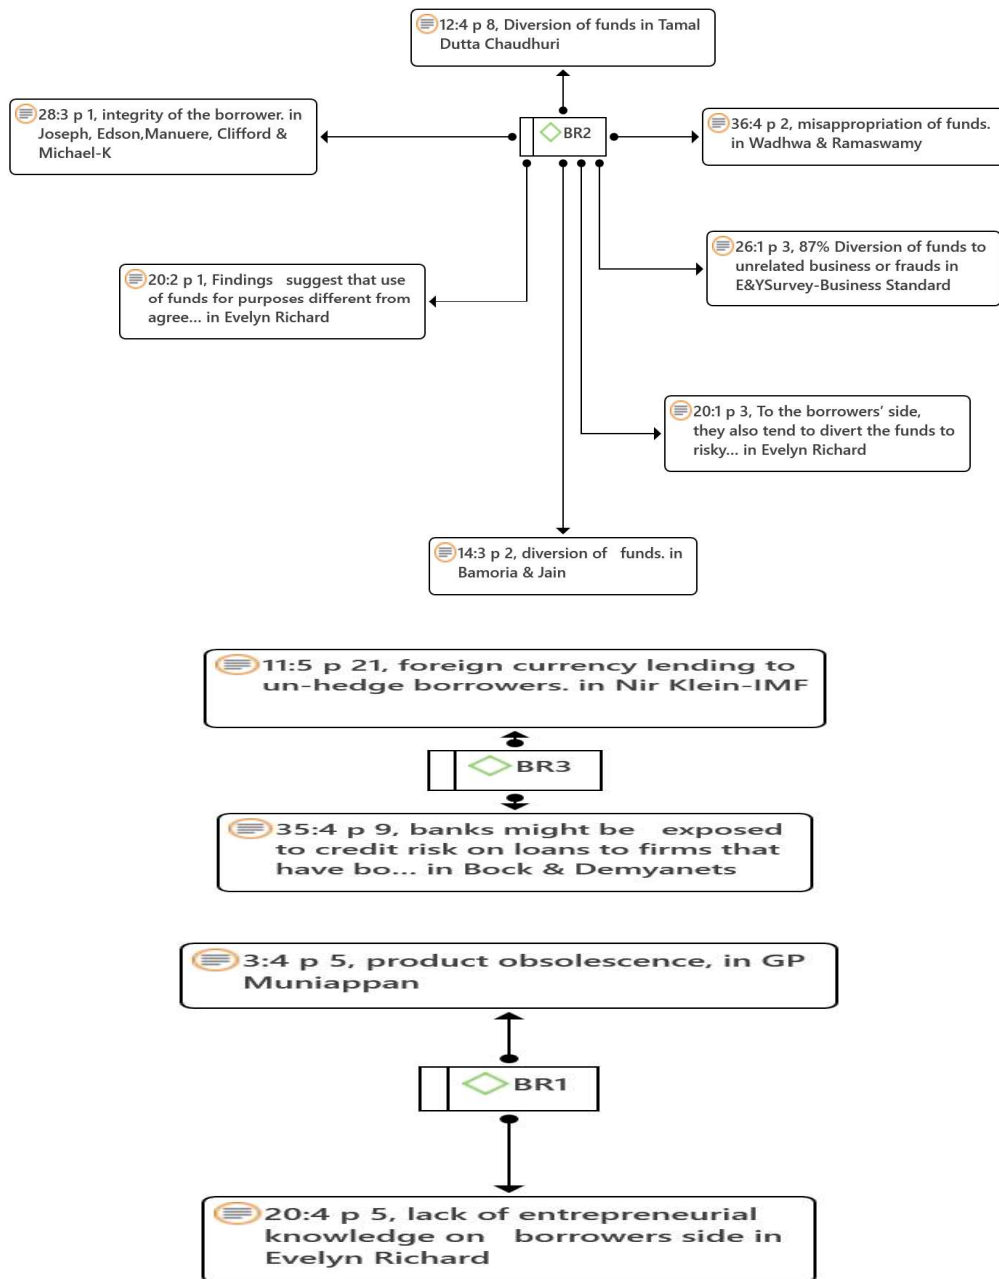 12:4 p 8, Diversion of funds in Tamal
Dutta Chaudhuri
28:3 p 1, integrity of the borrower. in
Joseph, Edson,Manuere, Clifford &
Michael-K
BR2
36:4 p 2, misappropriation of funds.
in Wadhwa & Ramaswamy
26:1 p 3, 87% Diversion of funds to
unrelated business or frauds in
E&YSurvey-Business Standard
20:2 p 1, Findings suggest that use
of funds for purposes different from
agree... in Evelyn Richard
20:1 p 3, To the borrowers’ side,
they also tend to divert the funds to
risky... in Evelyn Richard
14:3 p 2, diversion of funds. in
Bamoria & Jain
11:5 p 21, foreign currency lending to
un-hedge borrowers. in Nir Klein-IMF
BR3
35:4 p 9, banks might be exposed
to credit risk on loans to firms that
have bo... in Bock & Demyanets
3:4 p 5, product obsolescence, in GP
Muniappan
BR1
20:4 p 5, lack of entrepreneurial
knowledge on borrowers side in
Evelyn Richard